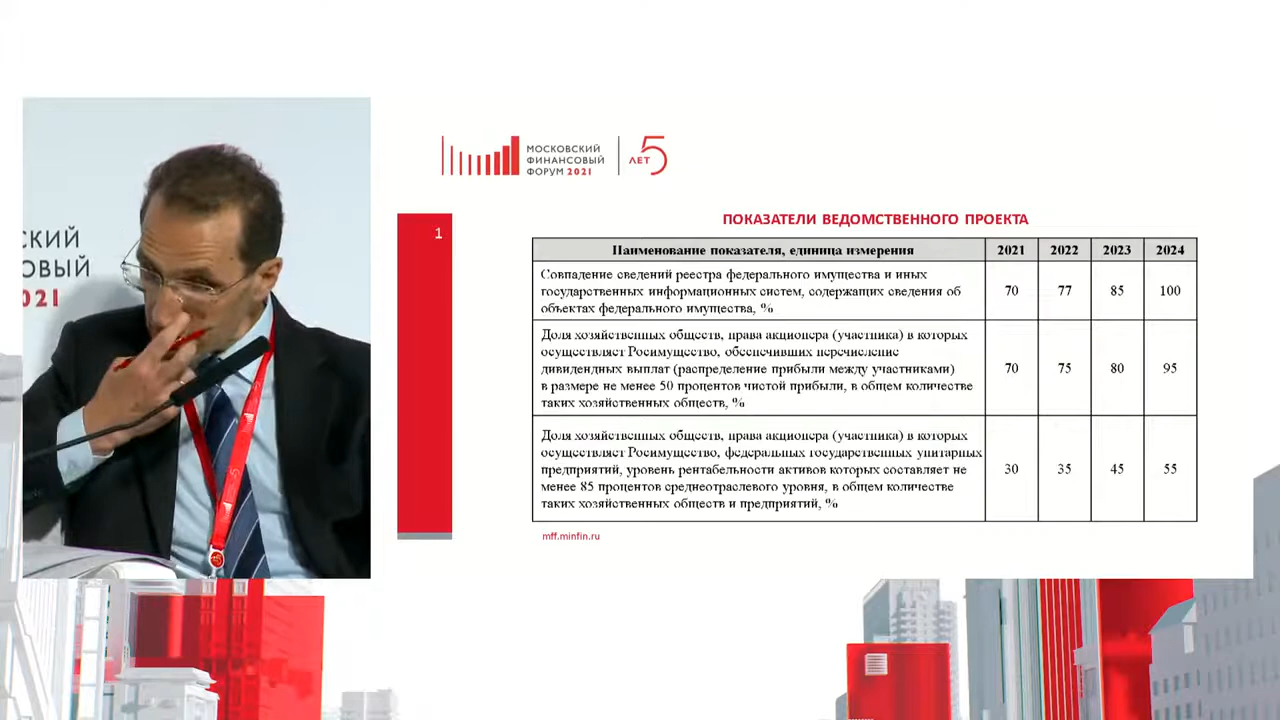 СКИЙ
ОВЫЙ
2021
МОСКОВСКИЙ
ФИНАНСОВЫЙ
ФОРУМ 2021
ЛЕТ 5
1
ПОКАЗАТЕЛИ ВЕДОМСТВЕННОГО ПРОЕКТА
Наименование показателя, единица измерения 2021 2022 2023 2024
Совпадение сведений реестра федерального имущества и иных
государственных информационных систем, содержащих сведения об
объектах федерального имущества, %
70 77 85 100
Доля хозяйственных обществ, права акционера (участника) в которых
осуществляет Росимущество, обеспечивших перечисление
дивидендных выплат (распределение прибыли между участниками)
в размере не менее 50 процентов чистой прибыли, в общем количестве
таких хозяйственных обществ, %
70 75 80 95
Доля хозяйственных обществ, права акционера (участника) в которых
осуществляет Росимущество, федеральных государственных унитарных
предприятий, уровень рентабельности активов которых составляет не
менее 85 процентов среднеотраслевого уровня, в общем количестве
таких хозяйственных обществ и предприятий, %
30 35 45 55
mff.minfin.ru